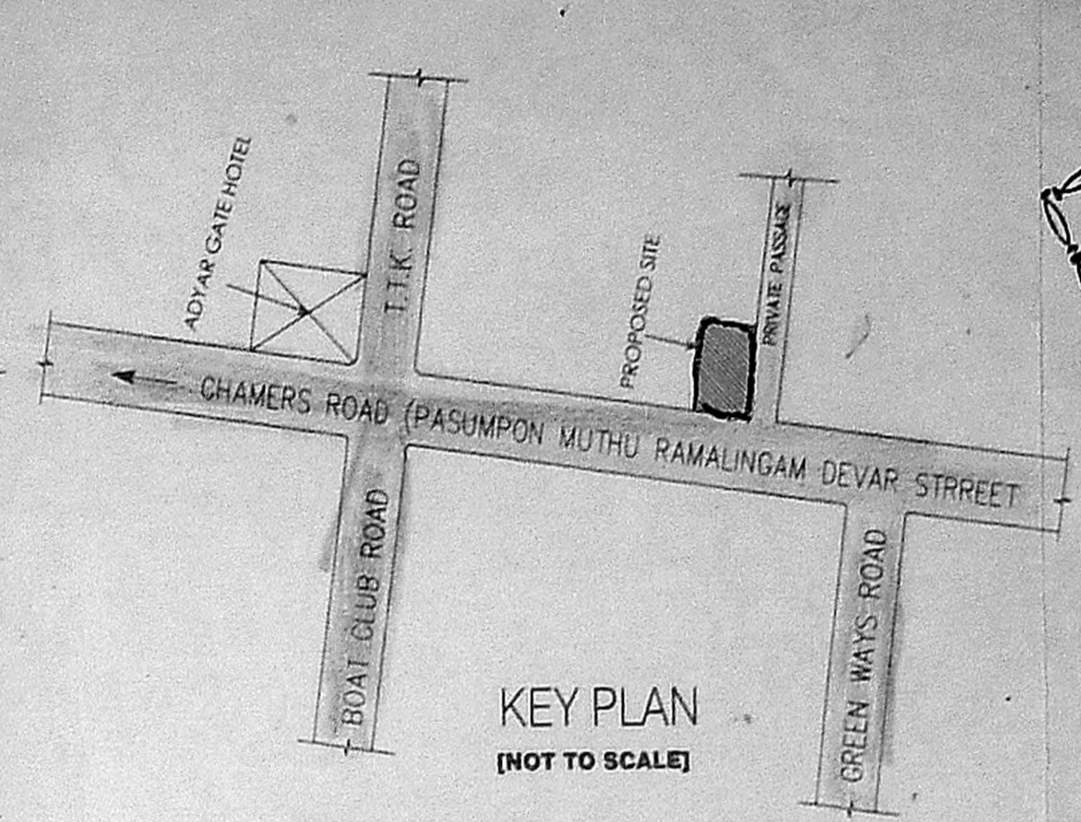 ADYAR GATE HOTEL
T.T.K. ROAD
PROPOSED SITE
PRIVATE PASSAGE
CHAMERS ROAD (PASUMPON MUTHU RAMALINGAM DEVAR STRREET
BOAT CLUB ROAD
GREEN WAYS ROAD
KEY PLAN
[NOT TO SCALE]